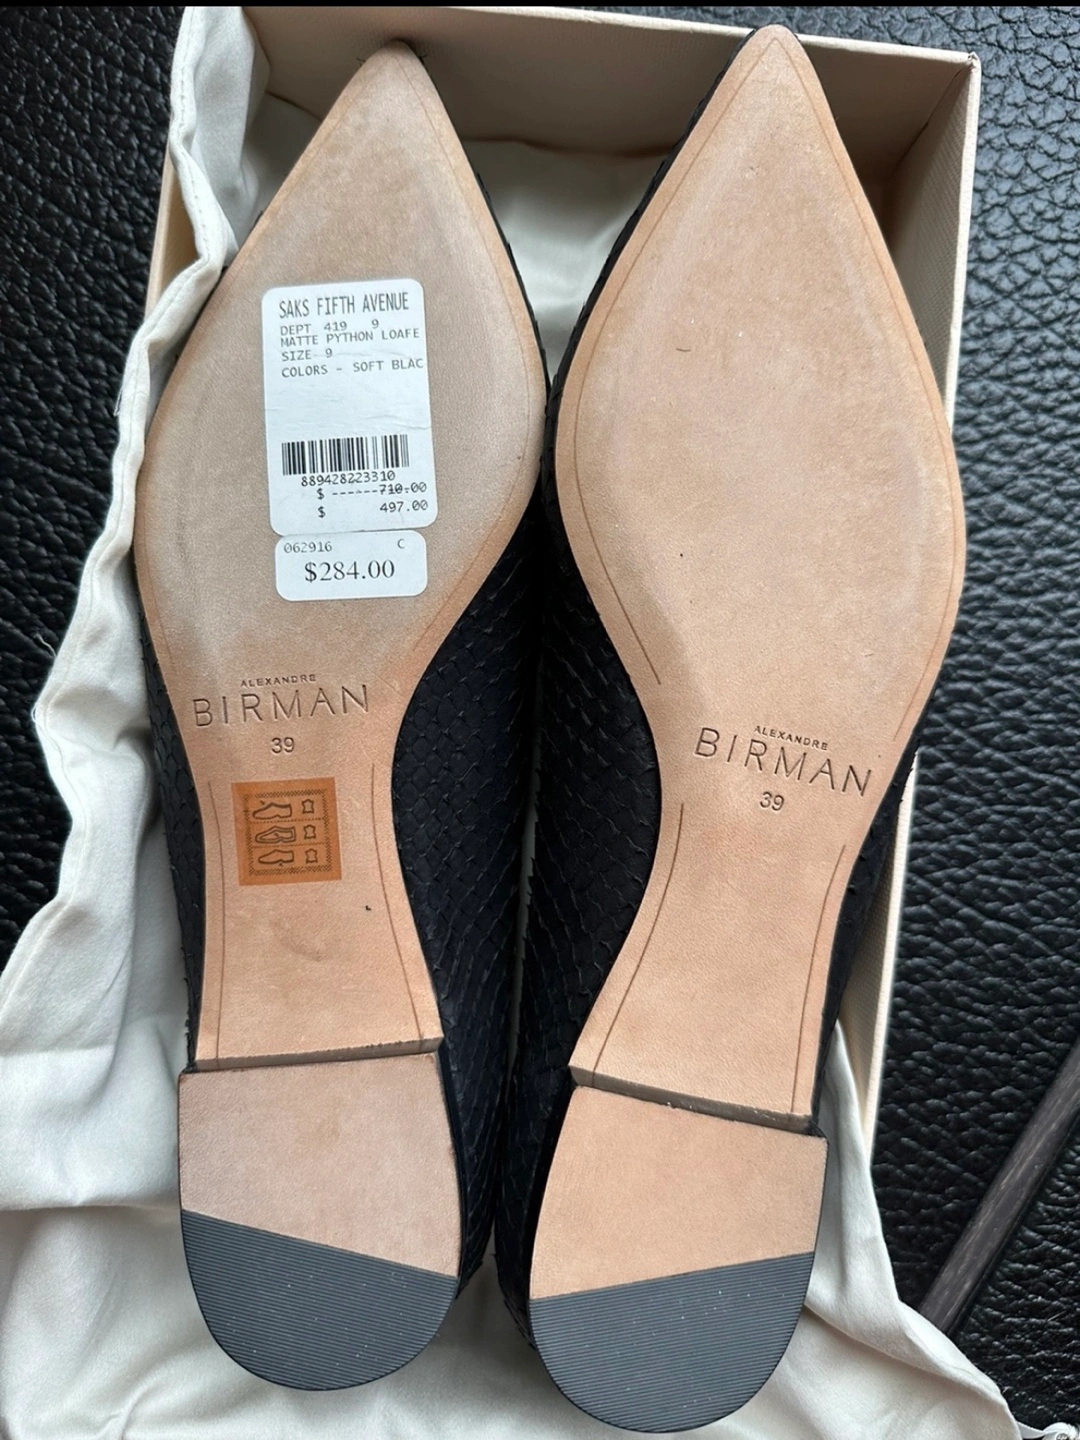 SAKS FIFTH AVENUE
DEPT 419 9
MATTE PYTHON LOAFE
SIZE- 9
COLORS - SOFT BLAC
889428223310
$ ------710.00
$ 497.00
062916 C
$284.00
ALEXANDRE
BIRMAN
39
ALEXANDRE
BIRMAN
39